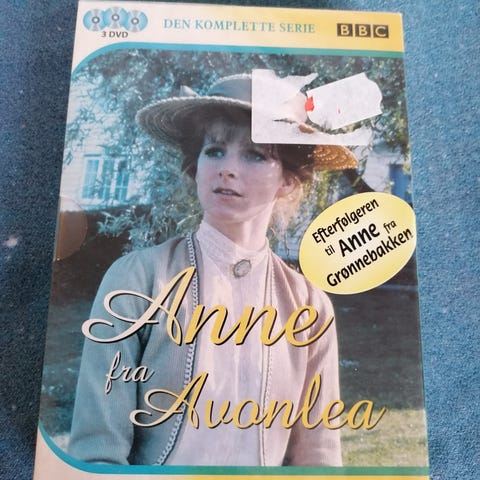 3 DVD
DEN KOMPLETTE SERIE
BBC
Efterfølgeren
til Anne fra
Grønnebakken
Anne
fra
Avonlea